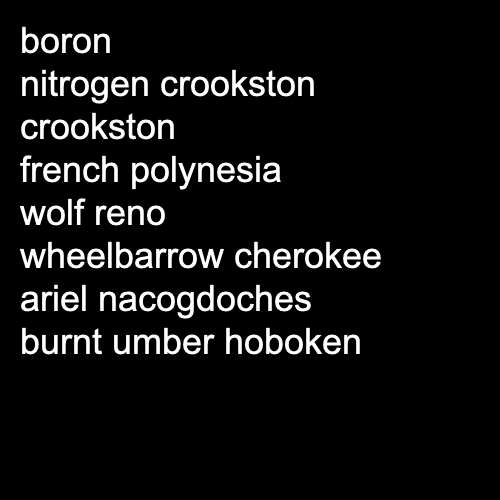 boron
nitrogen crookston
crookston
french polynesia
wolf reno
wheelbarrow cherokee
ariel nacogdoches
burnt umber hoboken